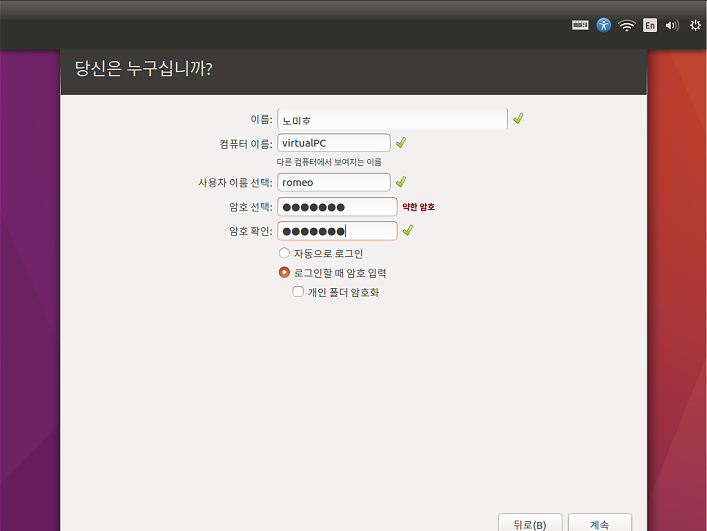 En
당신은 누구십니까?
이름: 노미호
컴퓨터 이름: virtualPC
다른 컴퓨터에서 보여지는 이름
사용자 이름 선택: romeo
암호 선택: ●●●●●●● 약한 암호
암호 확인: ●●●●●●●
자동으로 로그인
로그인할 때 암호 입력
개인 폴더 암호화
뒤로(B) 계속